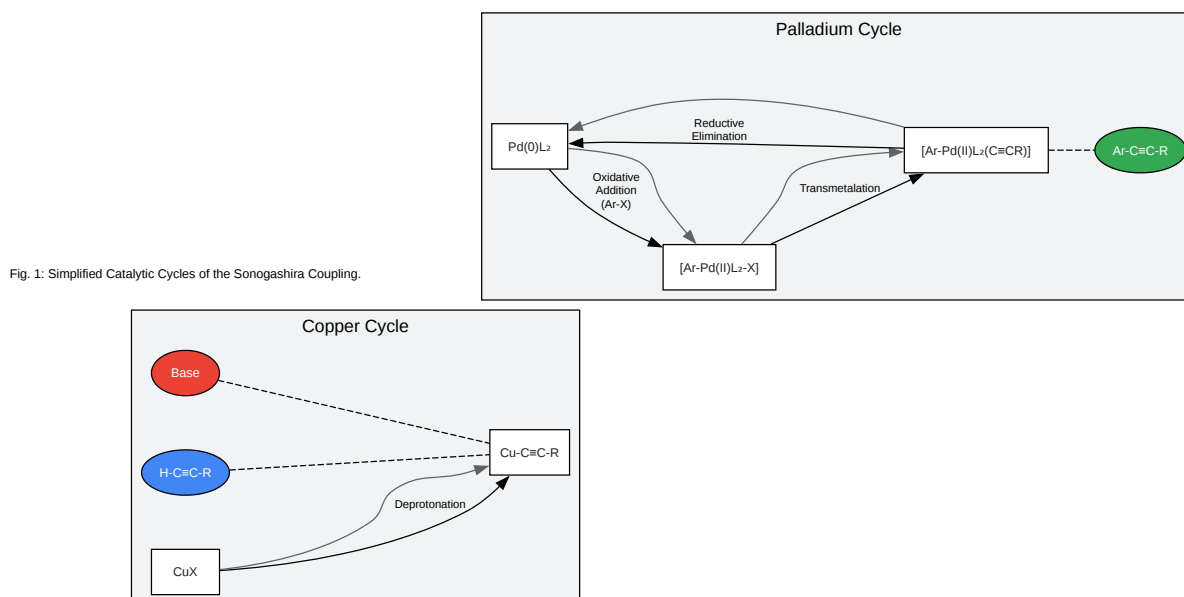 Palladium Cycle
Reductive
Elimination
Pd(0)L₂
[Ar-Pd(II)L₂(C≡CR)]
Ar-C≡C-R
Oxidative
Addition
(Ar-X)
Transmetalation
[Ar-Pd(II)L₂-X]
Fig. 1: Simplified Catalytic Cycles of the Sonogashira Coupling.
Copper Cycle
Base
Cu-C≡C-R
H-C≡C-R
Deprotonation
CuX